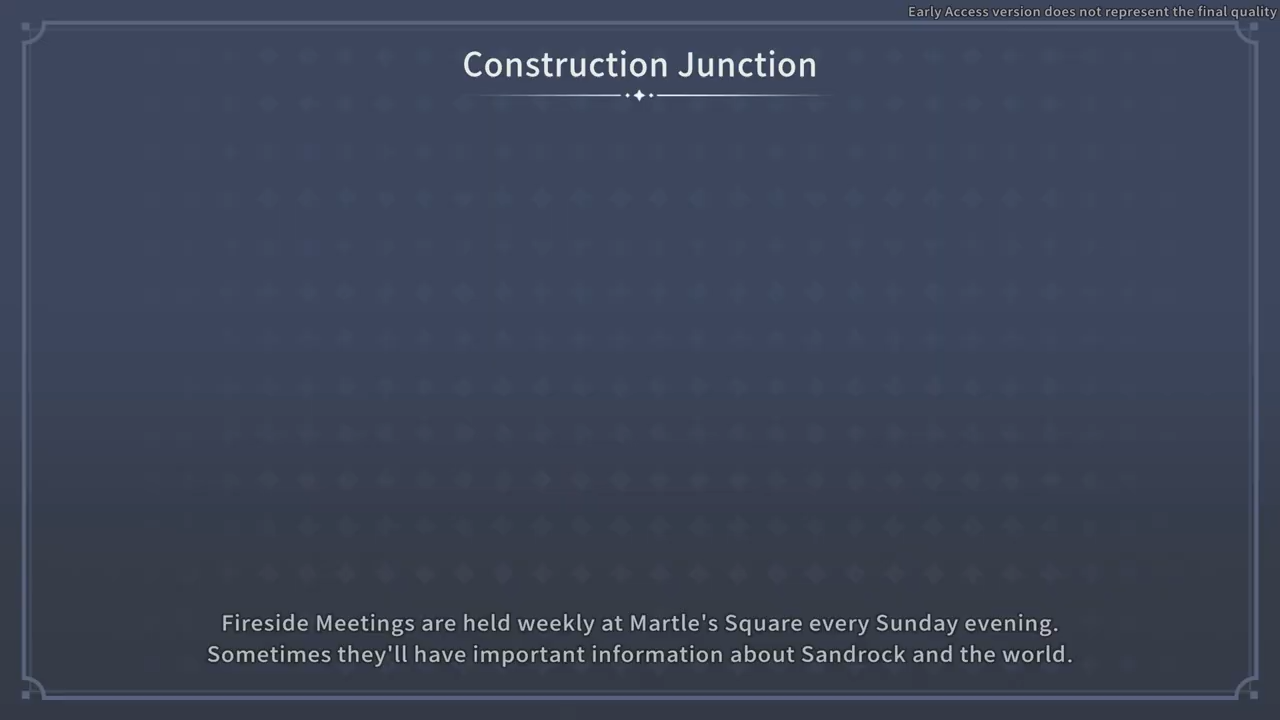 Early Access version does not represent the final quality
Construction Junction
Fireside Meetings are held weekly at Martle's Square every Sunday evening.
Sometimes they'll have important information about Sandrock and the world.